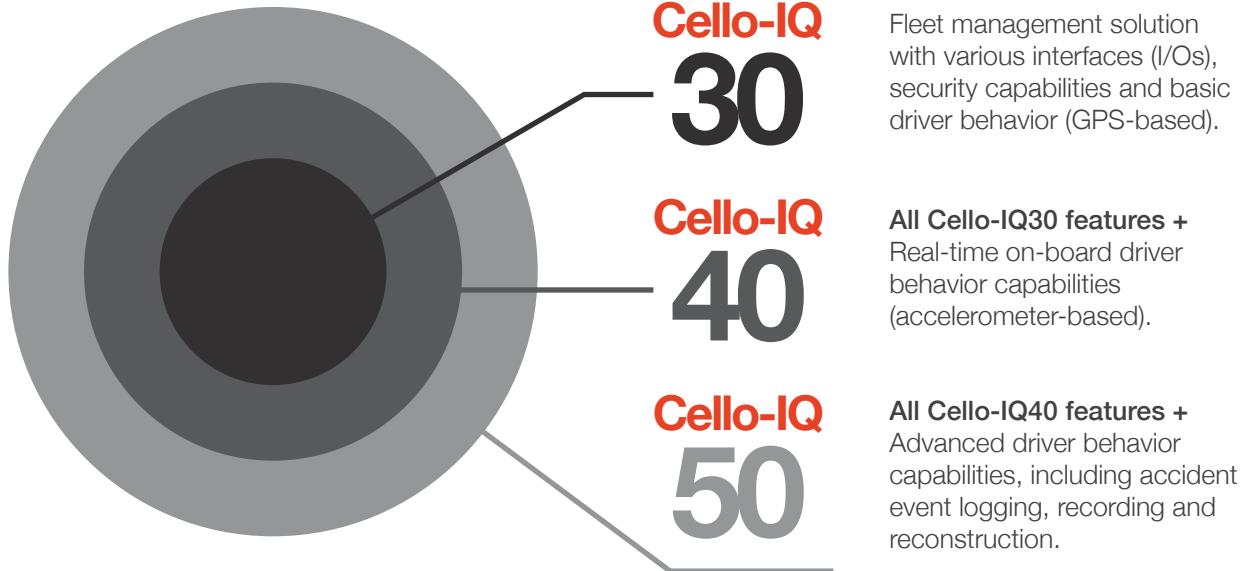 Cello-IQ
30
Fleet management solution
with various interfaces (I/Os),
security capabilities and basic
driver behavior (GPS-based).
Cello-IQ
40
All Cello-IQ30 features +
Real-time on-board driver
behavior capabilities
(accelerometer-based).
Cello-IQ
50
All Cello-IQ40 features +
Advanced driver behavior
capabilities, including accident
event logging, recording and
reconstruction.